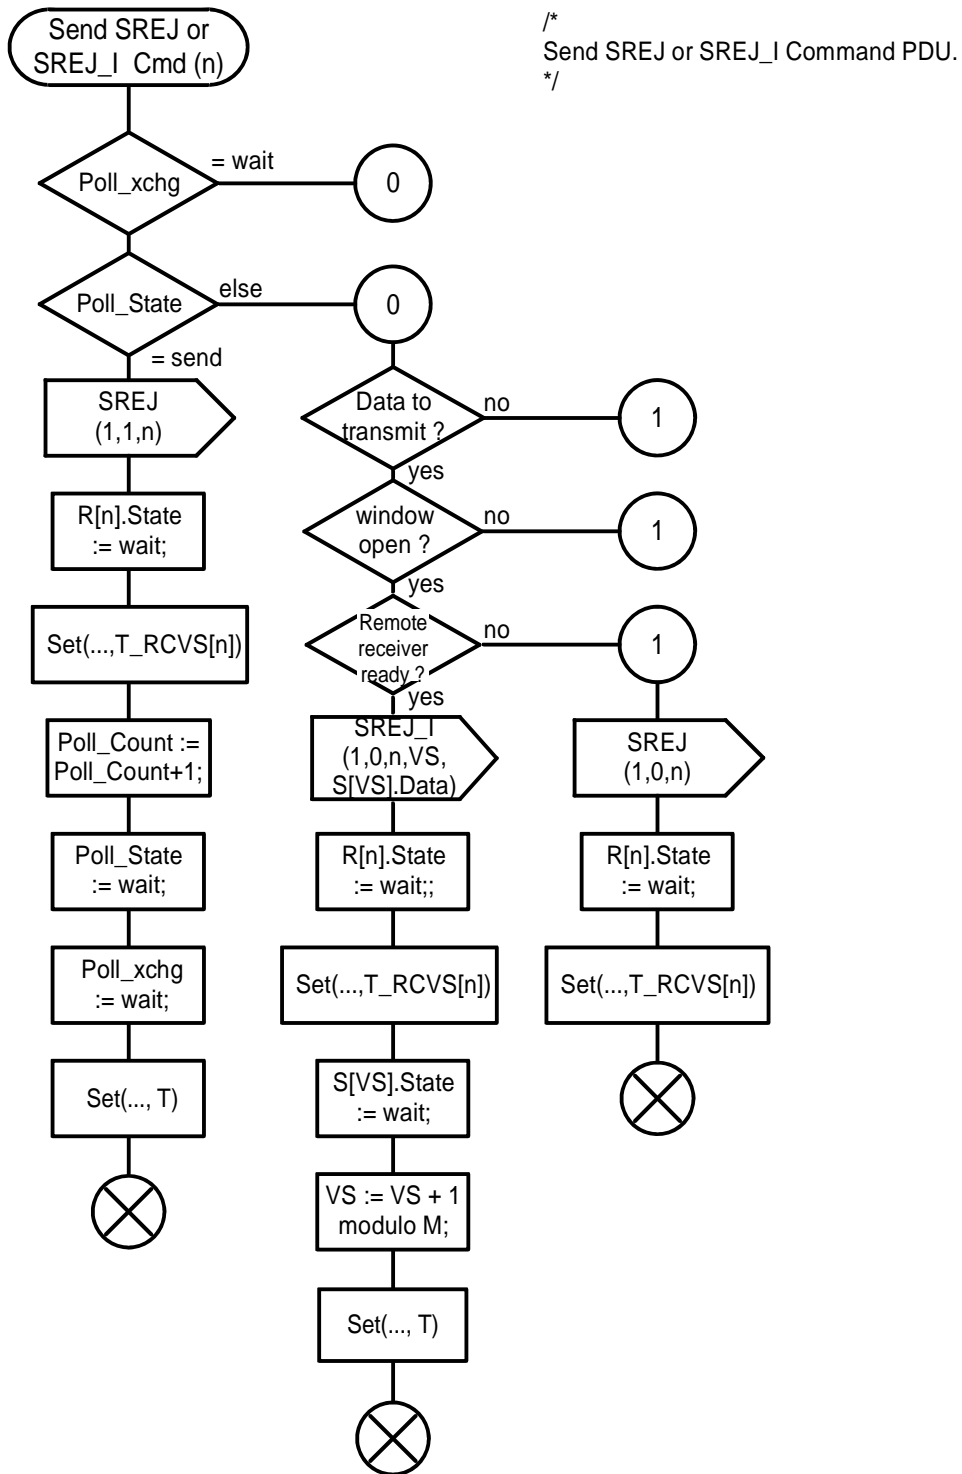 Send SREJ or
SREJ_I Cmd (n)
/*
Send SREJ or SREJ_I Command PDU.
*/
Poll_xchg
= wait
0
Poll_State
else
0
= send
SREJ
(1,1,n)
R[n].State
:= wait;
Set(...,T_RCVS[n])
Poll_Count :=
Poll_Count+1;
Poll_State
:= wait;
Poll_xchg
:= wait;
Set(..., T)
Data to
transmit ?
no
1
yes
window
open ?
no
1
yes
Remote
receiver
ready ?
no
1
yes
SREJ_I
(1,0,n,VS,
S[VS].Data)
R[n].State
:= wait;;
Set(...,T_RCVS[n])
S[VS].State
:= wait;
VS := VS + 1
modulo M;
Set(..., T)
SREJ
(1,0,n)
R[n].State
:= wait;
Set(...,T_RCVS[n])